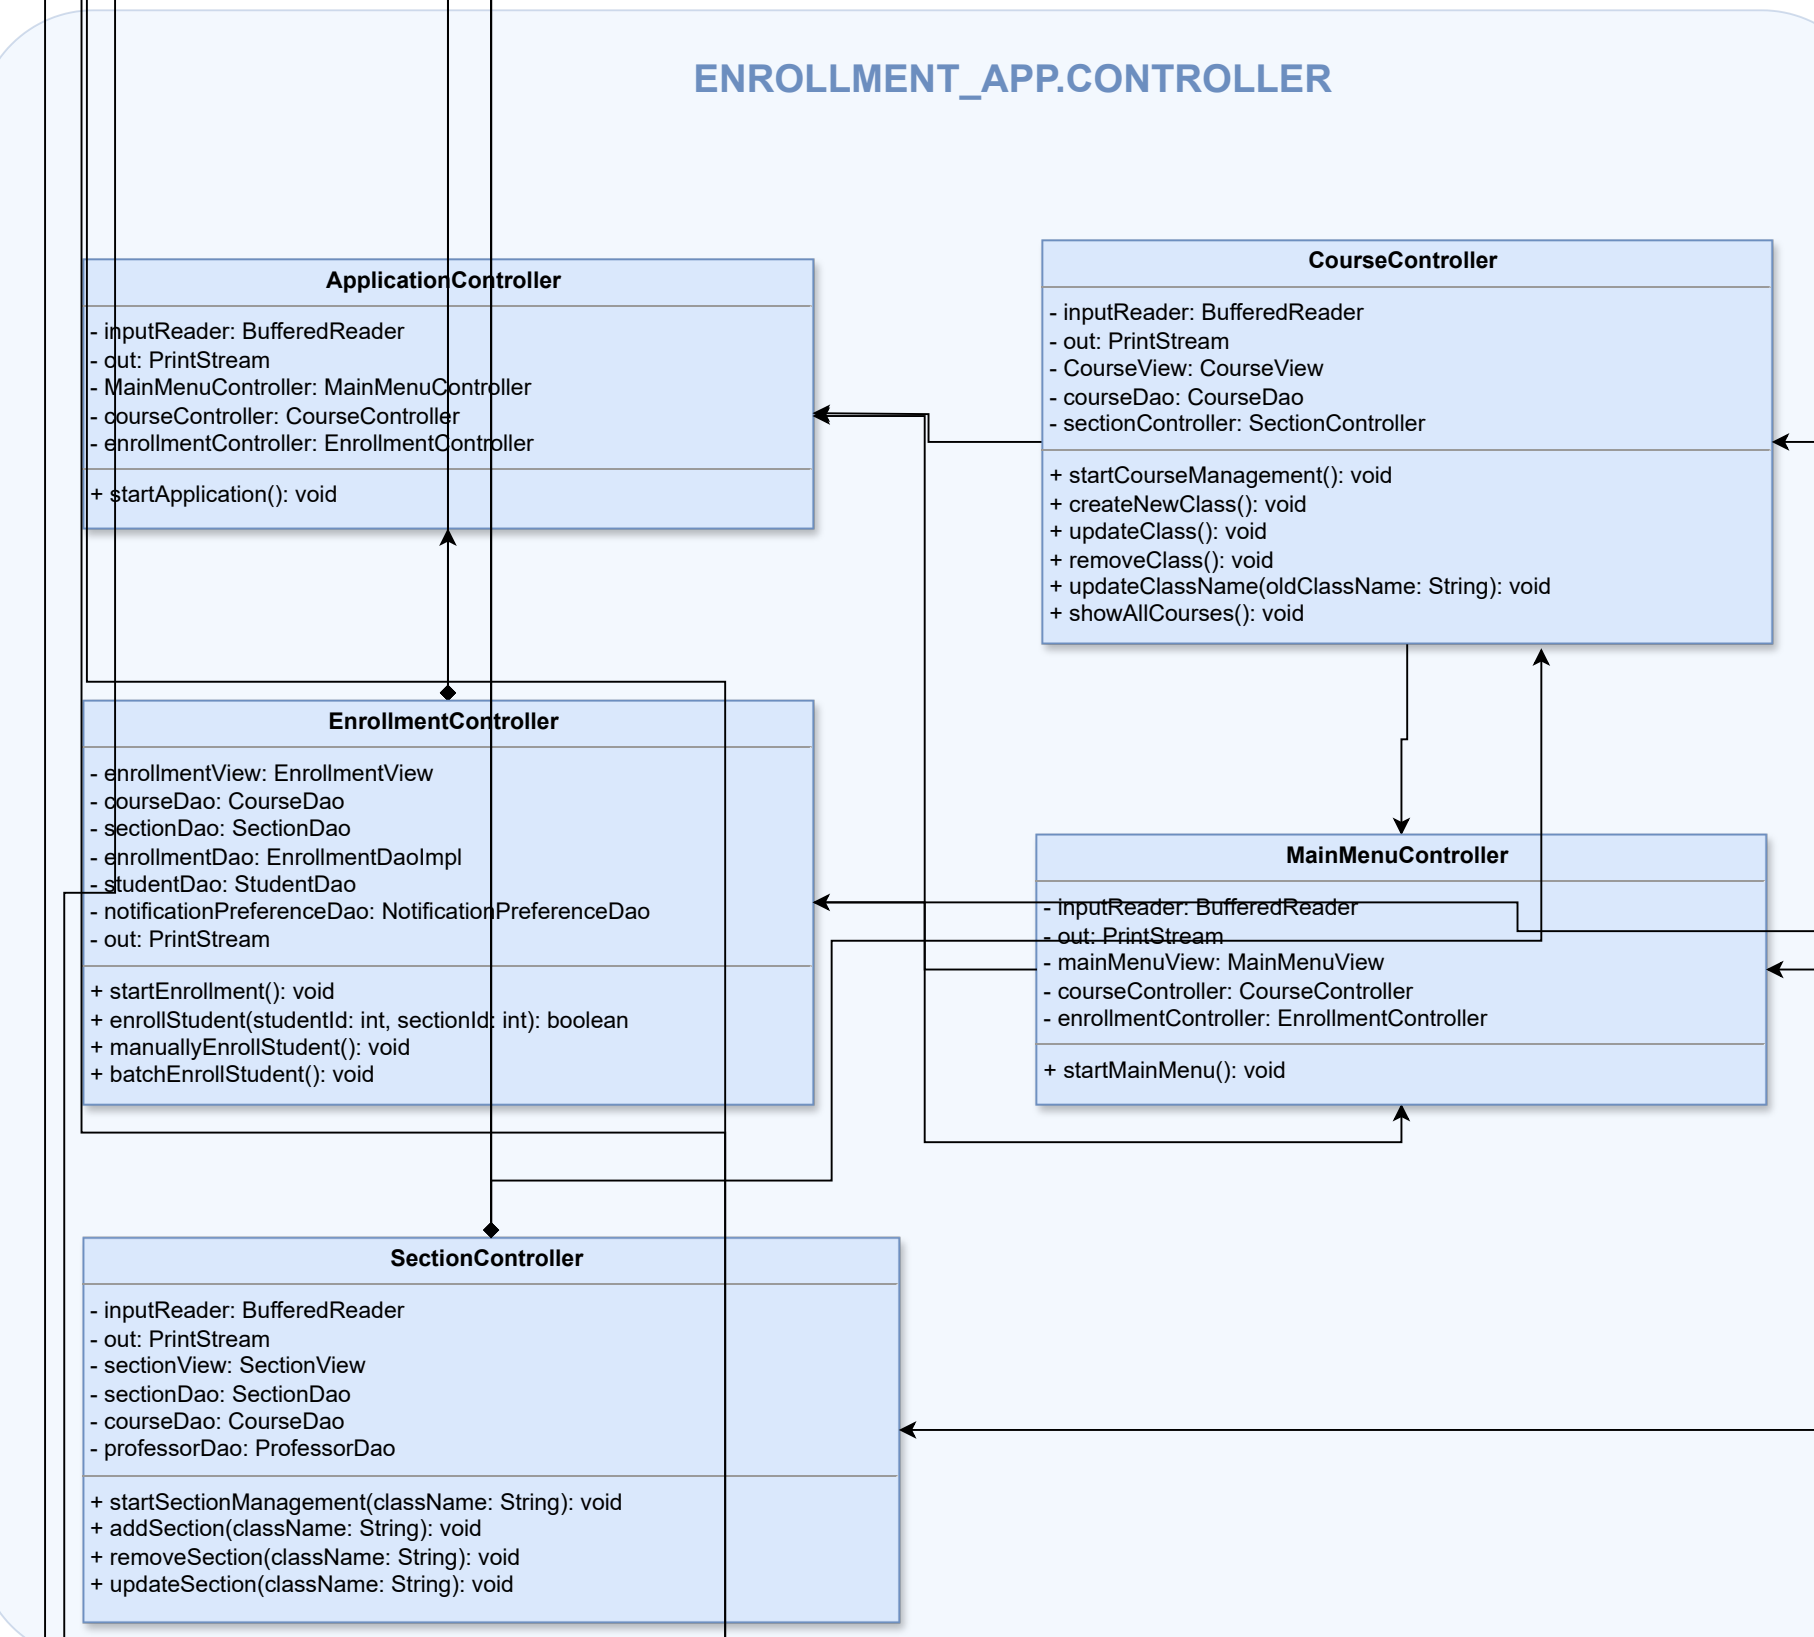 ENROLLMENT_APP.CONTROLLER
ApplicationController
- inputReader: BufferedReader
- out: PrintStream
- MainMenuController: MainMenuController
- courseController: CourseController
- enrollmentController: EnrollmentController
+ startApplication(): void
CourseController
- inputReader: BufferedReader
- out: PrintStream
- CourseView: CourseView
- courseDao: CourseDao
- sectionController: SectionController
+ startCourseManagement(): void
+ createNewClass(): void
+ updateClass(): void
+ removeClass(): void
+ updateClassName(oldClassName: String): void
+ showAllCourses(): void
EnrollmentController
- enrollmentView: EnrollmentView
- courseDao: CourseDao
- sectionDao: SectionDao
- enrollmentDao: EnrollmentDaoImpl
- studentDao: StudentDao
- notificationPreferenceDao: NotificationPreferenceDao
- out: PrintStream
+ startEnrollment(): void
+ enrollStudent(studentId: int, sectionId: int): boolean
+ manuallyEnrollStudent(): void
+ batchEnrollStudent(): void
MainMenuController
- inputReader: BufferedReader
- out: PrintStream
- mainMenuView: MainMenuView
- courseController: CourseController
- enrollmentController: EnrollmentController
+ startMainMenu(): void
SectionController
- inputReader: BufferedReader
- out: PrintStream
- sectionView: SectionView
- sectionDao: SectionDao
- courseDao: CourseDao
- professorDao: ProfessorDao
+ startSectionManagement(className: String): void
+ addSection(className: String): void
+ removeSection(className: String): void
+ updateSection(className: String): void